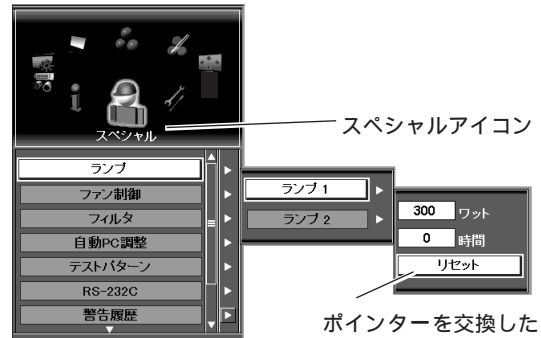 スペシャル
スペシャルアイコン
ランプ
ファン制御
フィルタ
自動PC調整
テストパターン
RS-232C
警告履歴
ランプ 1
ランプ 2
300 ワット
0 時間
リセット
ポインターを交換した